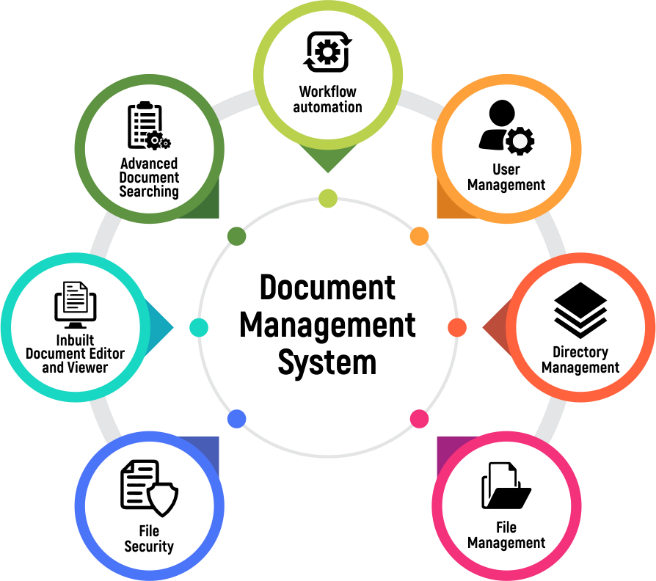 Workflow
automation
Advanced
Document
Searching
User
Management
Document
Management
System
Inbuilt
Document Editor
and Viewer
Directory
Management
File
Security
File
Management